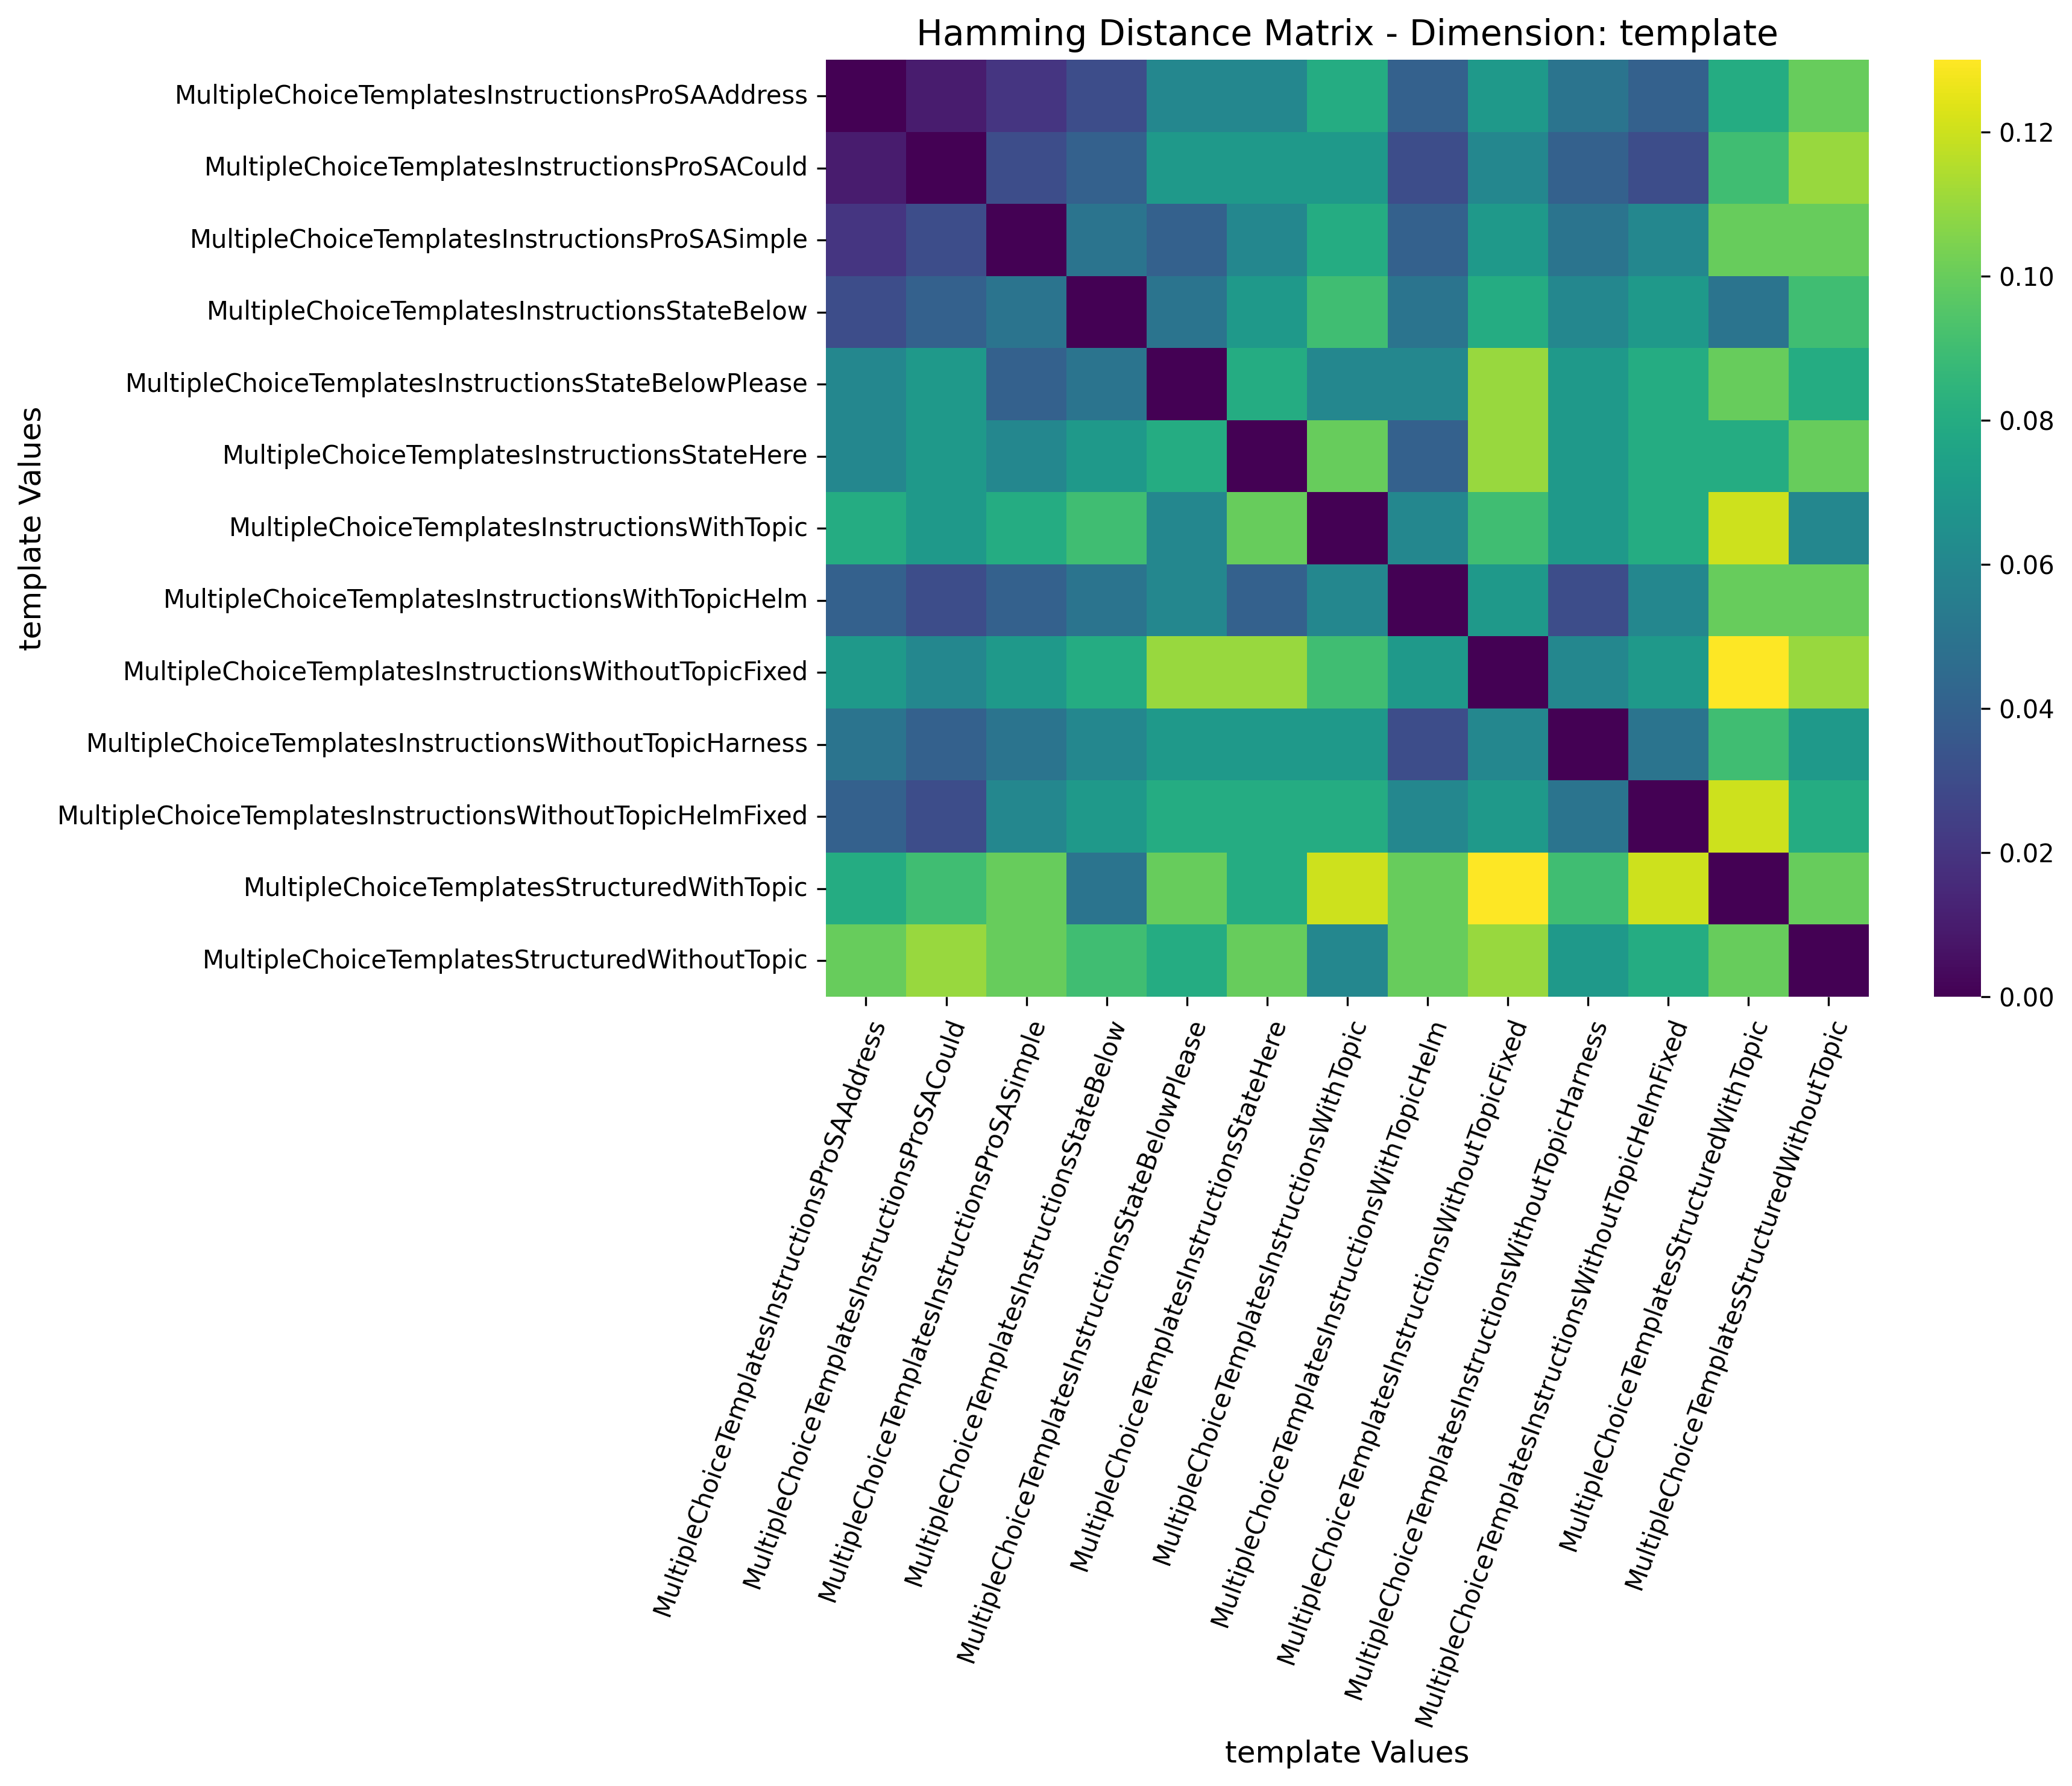 Hamming Distance Matrix - Dimension: template
MultipleChoiceTemplatesInstructionsProSAAddress
MultipleChoiceTemplatesInstructionsProSACould
MultipleChoiceTemplatesInstructionsProSASimple
MultipleChoiceTemplatesInstructionsStateBelow
MultipleChoiceTemplatesInstructionsStateBelowPlease
MultipleChoiceTemplatesInstructionsStateHere
MultipleChoiceTemplatesInstructionsWithTopic
MultipleChoiceTemplatesInstructionsWithTopicHelm
MultipleChoiceTemplatesInstructionsWithoutTopicFixed
MultipleChoiceTemplatesInstructionsWithoutTopicHarness
MultipleChoiceTemplatesInstructionsWithoutTopicHelmFixed
MultipleChoiceTemplatesStructuredWithTopic
MultipleChoiceTemplatesStructuredWithoutTopic
template Values
MultipleChoiceTemplatesInstructionsProSAAddress
MultipleChoiceTemplatesInstructionsProSACould
MultipleChoiceTemplatesInstructionsProSASimple
MultipleChoiceTemplatesInstructionsStateBelow
MultipleChoiceTemplatesInstructionsStateBelowPlease
MultipleChoiceTemplatesInstructionsStateHere
MultipleChoiceTemplatesInstructionsWithTopic
MultipleChoiceTemplatesInstructionsWithTopicHelm
MultipleChoiceTemplatesInstructionsWithoutTopicFixed
MultipleChoiceTemplatesInstructionsWithoutTopicHarness
MultipleChoiceTemplatesInstructionsWithoutTopicHelmFixed
MultipleChoiceTemplatesStructuredWithTopic
MultipleChoiceTemplatesStructuredWithoutTopic
template Values
0.12
0.10
0.08
0.06
0.04
0.02
0.00